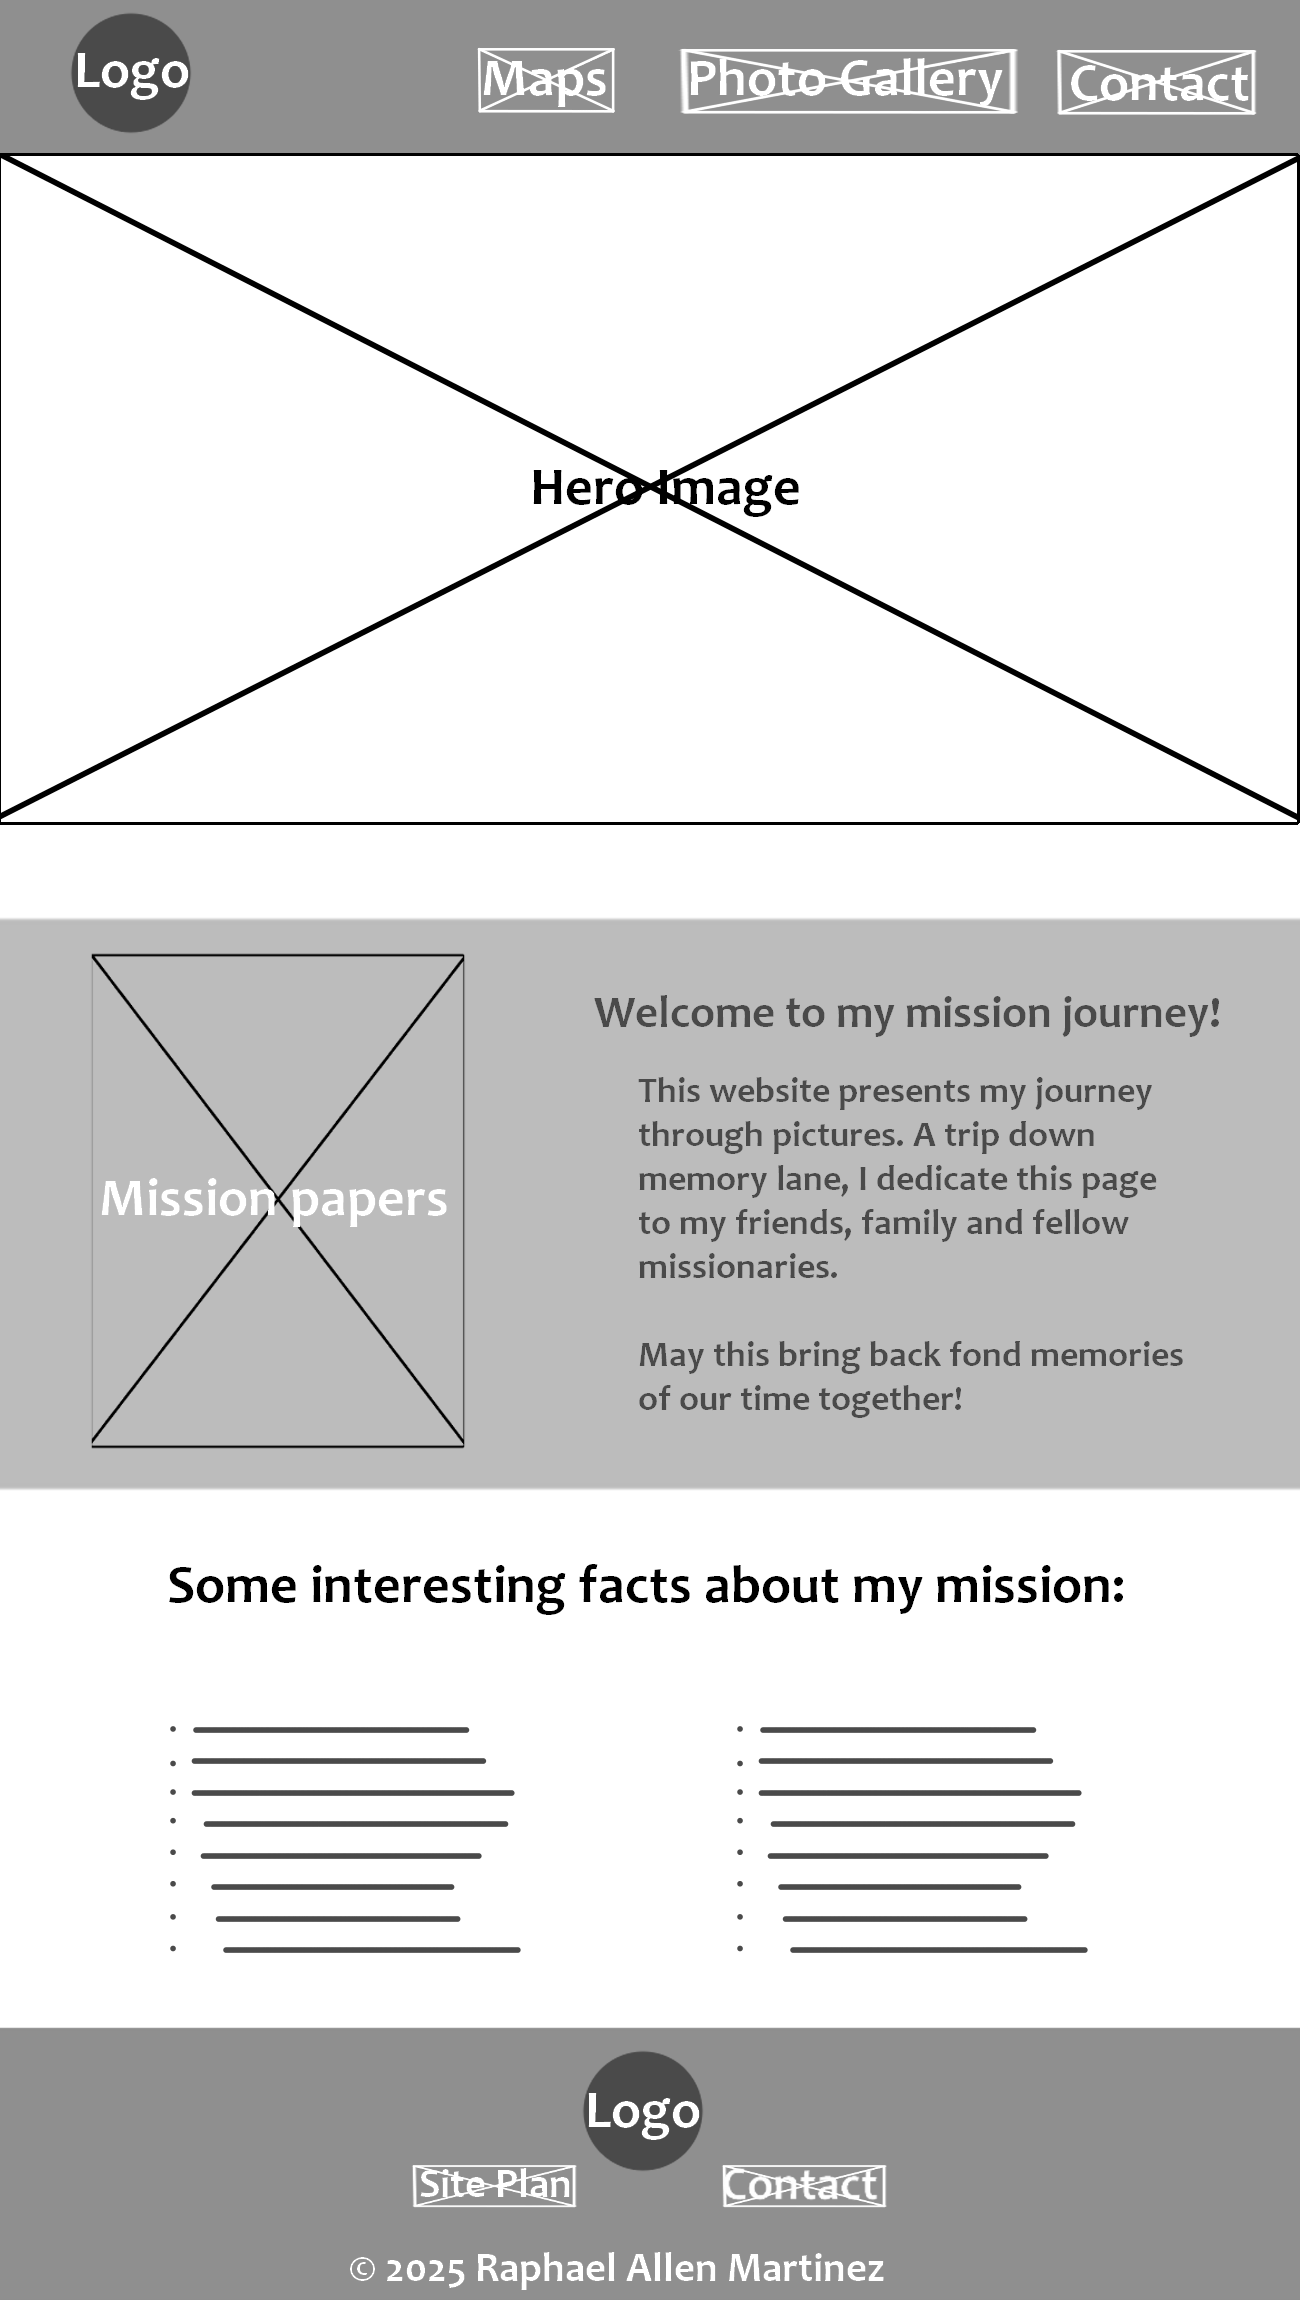 Logo
Maps
Photo Gallery
Contact
Hero Image
Mission papers
Welcome to my mission journey!
This website presents my journey
through pictures. A trip down
memory lane, I dedicate this page
to my friends, family and fellow
missionaries.
May this bring back fond memories
of our time together!
Some interesting facts about my mission:
Logo
Site Plan
Contact
© 2025 Raphael Allen Martinez